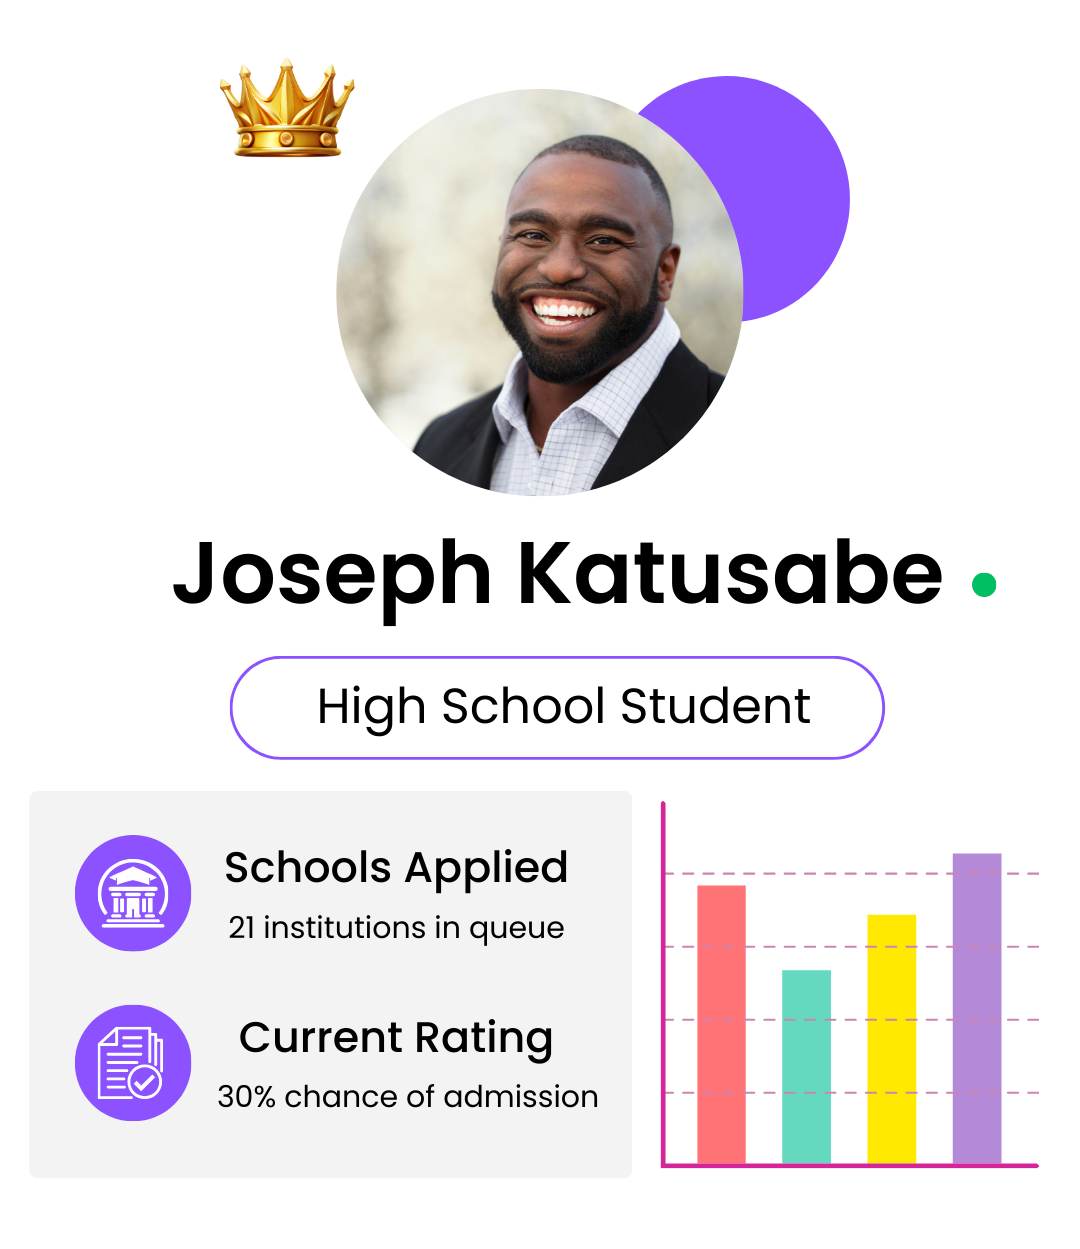 Joseph Katusabe
High School Student
Schools Applied
21 institutions in queue
Current Rating
30% chance of admission